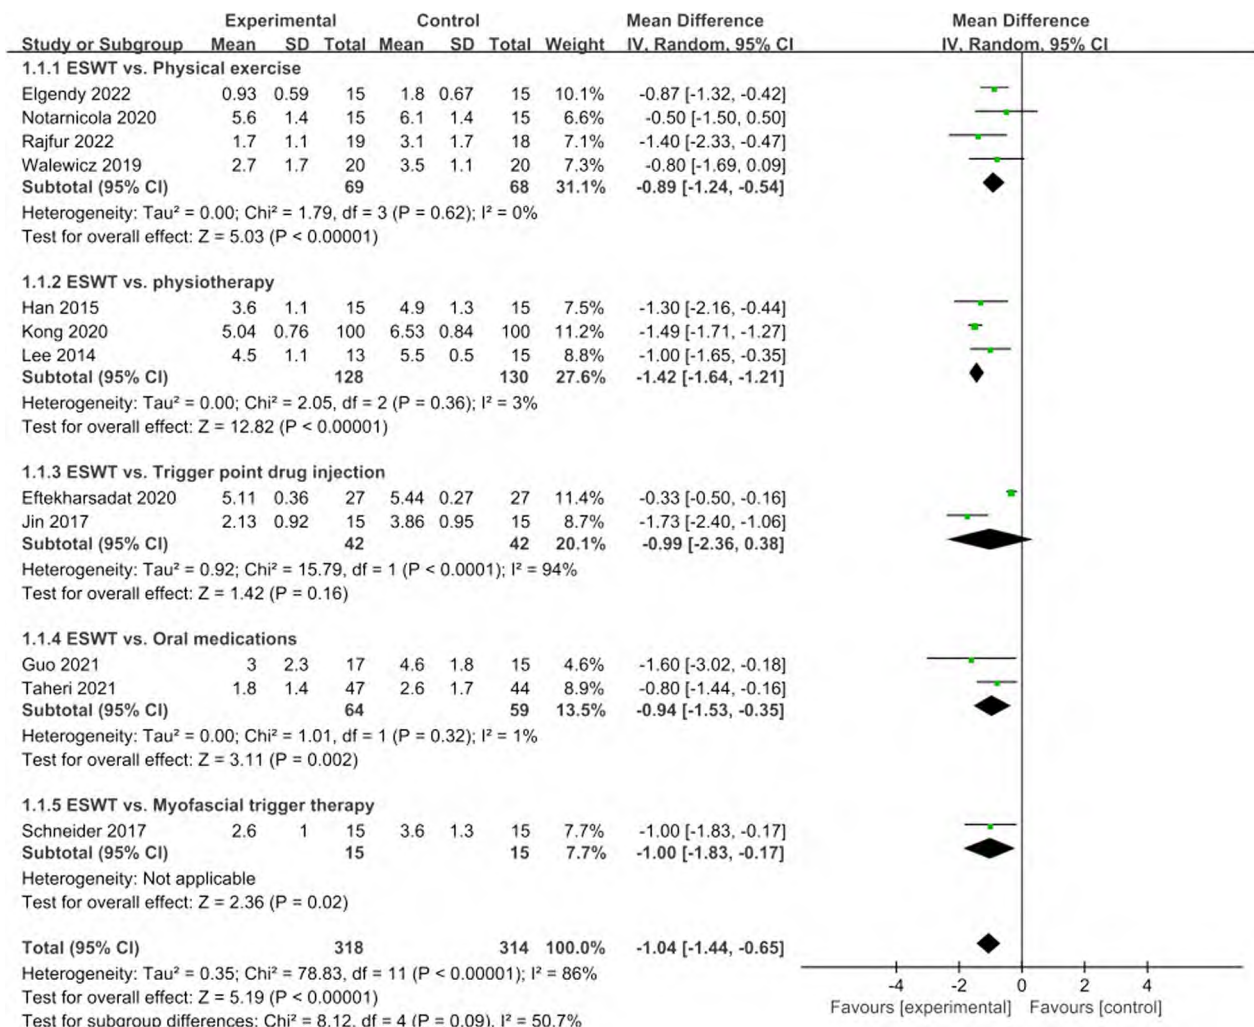 Experimental Control Mean Difference Mean Difference
Study or Subgroup Mean SD Total Mean SD Total Weight IV, Random, 95% CI IV, Random, 95% CI
1.1.1 ESWT vs. Physical exercise
Elgendy 2022 0.93 0.59 15 1.8 0.67 15 10.1% -0.87 [-1.32, -0.42]
Notarnicola 2020 5.6 1.4 15 6.1 1.4 15 6.6% -0.50 [-1.50, 0.50]
Rajfur 2022 1.7 1.1 19 3.1 1.7 18 7.1% -1.40 [-2.33, -0.47]
Walewicz 2019 2.7 1.7 20 3.5 1.1 20 7.3% -0.80 [-1.69, 0.09]
Subtotal (95% CI) 69 68 31.1% -0.89 [-1.24, -0.54]
Heterogeneity: Tau² = 0.00; Chi² = 1.79, df = 3 (P = 0.62); I² = 0%
Test for overall effect: Z = 5.03 (P < 0.00001)
1.1.2 ESWT vs. physiotherapy
Han 2015 3.6 1.1 15 4.9 1.3 15 7.5% -1.30 [-2.16, -0.44]
Kong 2020 5.04 0.76 100 6.53 0.84 100 11.2% -1.49 [-1.71, -1.27]
Lee 2014 4.5 1.1 13 5.5 0.5 15 8.8% -1.00 [-1.65, -0.35]
Subtotal (95% CI) 128 130 27.6% -1.42 [-1.64, -1.21]
Heterogeneity: Tau² = 0.00; Chi² = 2.05, df = 2 (P = 0.36); I² = 3%
Test for overall effect: Z = 12.82 (P < 0.00001)
1.1.3 ESWT vs. Trigger point drug injection
Eftekharsadat 2020 5.11 0.36 27 5.44 0.27 27 11.4% -0.33 [-0.50, -0.16]
Jin 2017 2.13 0.92 15 3.86 0.95 15 8.7% -1.73 [-2.40, -1.06]
Subtotal (95% CI) 42 42 20.1% -0.99 [-2.36, 0.38]
Heterogeneity: Tau² = 0.92; Chi² = 15.79, df = 1 (P < 0.0001); I² = 94%
Test for overall effect: Z = 1.42 (P = 0.16)
1.1.4 ESWT vs. Oral medications
Guo 2021 3 2.3 17 4.6 1.8 15 4.6% -1.60 [-3.02, -0.18]
Taheri 2021 1.8 1.4 47 2.6 1.7 44 8.9% -0.80 [-1.44, -0.16]
Subtotal (95% CI) 64 59 13.5% -0.94 [-1.53, -0.35]
Heterogeneity: Tau² = 0.00; Chi² = 1.01, df = 1 (P = 0.32); I² = 1%
Test for overall effect: Z = 3.11 (P = 0.002)
1.1.5 ESWT vs. Myofascial trigger therapy
Schneider 2017 2.6 1 15 3.6 1.3 15 7.7% -1.00 [-1.83, -0.17]
Subtotal (95% CI) 15 15 7.7% -1.00 [-1.83, -0.17]
Heterogeneity: Not applicable
Test for overall effect: Z = 2.36 (P = 0.02)
Total (95% CI) 318 314 100.0% -1.04 [-1.44, -0.65]
Heterogeneity: Tau² = 0.35; Chi² = 78.83, df = 11 (P < 0.00001); I² = 86%
Test for overall effect: Z = 5.19 (P < 0.00001)
Test for subgroup differences: Chi² = 8.12, df = 4 (P = 0.09), I² = 50.7%
-4 -2 0 2 4
Favours [experimental] Favours [control]